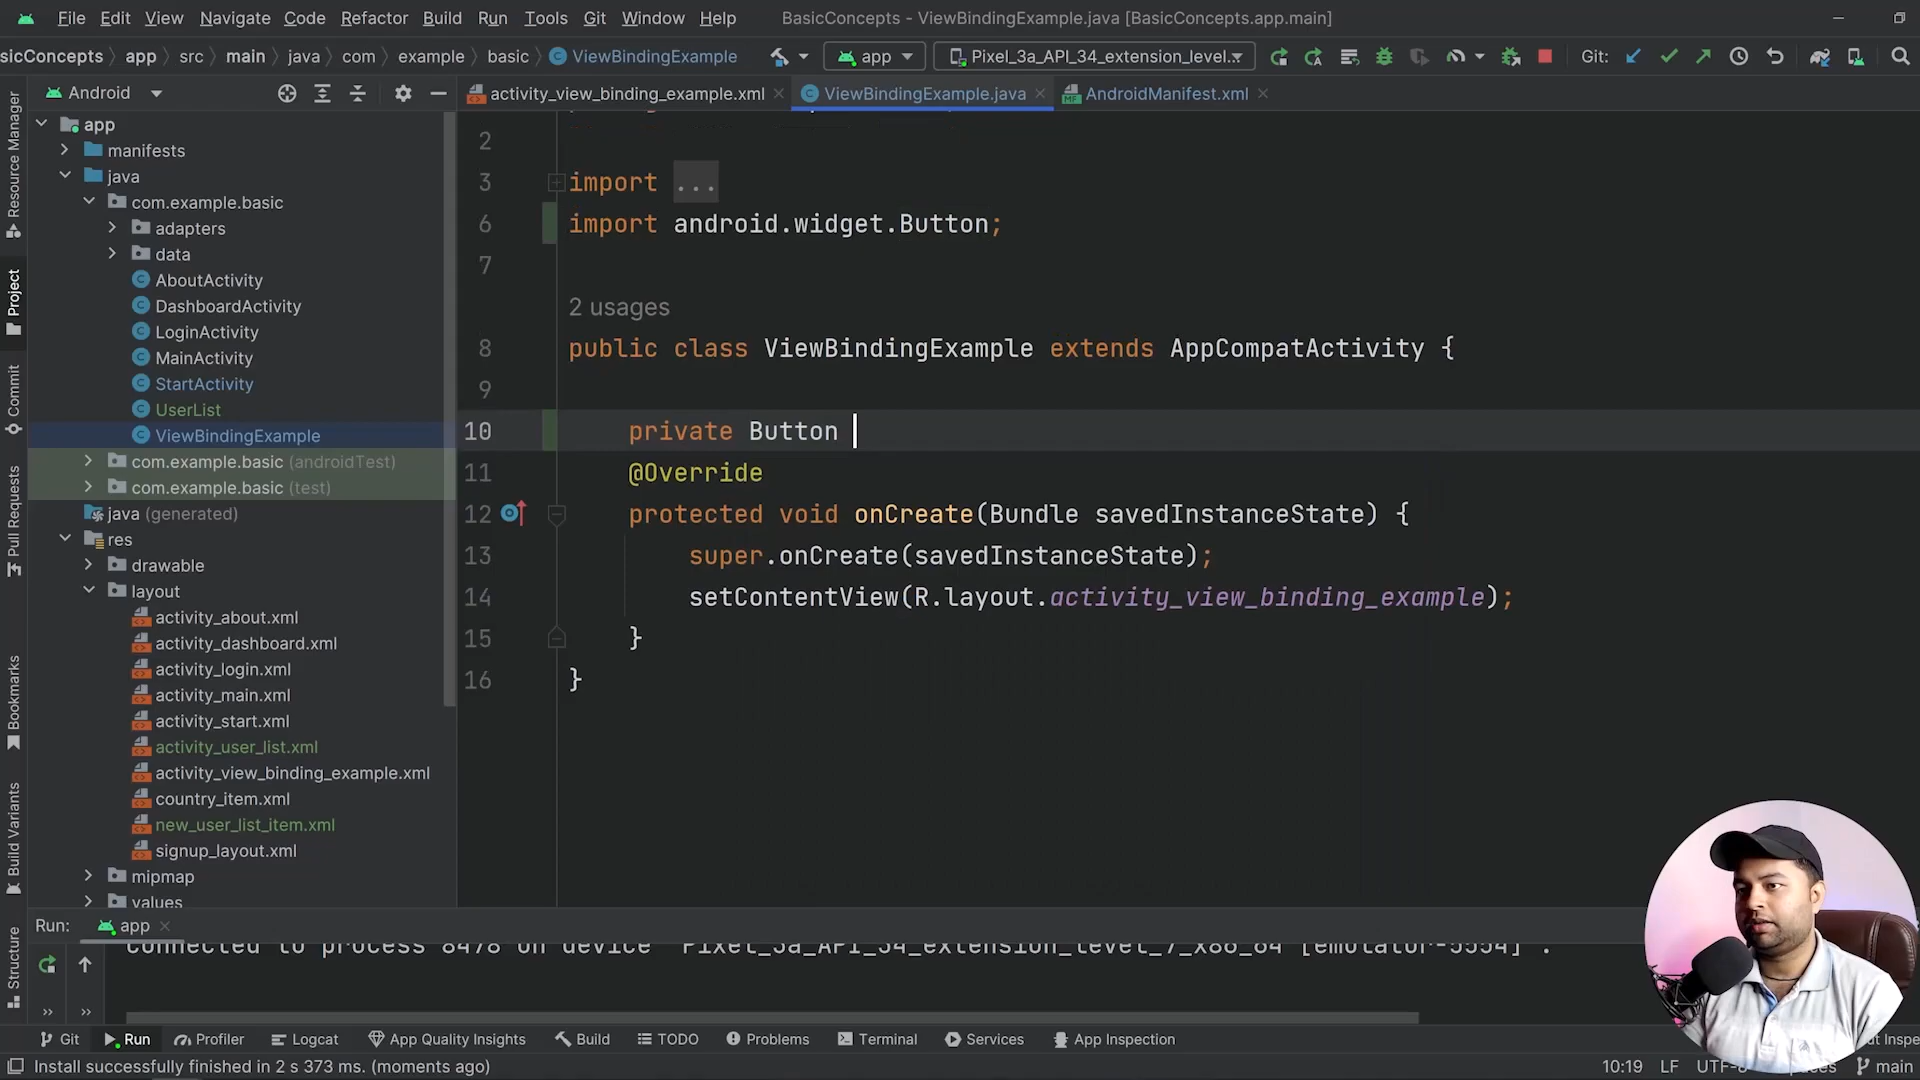 File Edit View Navigate Code Refactor Build Run Tools Git Window Help BasicConcepts - ViewBindingExample.java [BasicConcepts.app.main]
sicConcepts app src main java com example basic ViewBindingExample app Pixel_3a_API_34_extension_level... Git:
Android
activity_view_binding_example.xml ViewBindingExample.java AndroidManifest.xml
Resource Manager
Project
Commit
Pull Requests
Bookmarks
Build Variants
Structure
app
manifests
java
com.example.basic
adapters
data
AboutActivity
DashboardActivity
LoginActivity
MainActivity
StartActivity
UserList
ViewBindingExample
com.example.basic (androidTest)
com.example.basic (test)
java (generated)
res
drawable
layout
activity_about.xml
activity_dashboard.xml
activity_login.xml
activity_main.xml
activity_start.xml
activity_user_list.xml
activity_view_binding_example.xml
country_item.xml
new_user_list_item.xml
signup_layout.xml
mipmap
values
2
3 import ...
6 import android.widget.Button;
7
2 usages
8 public class ViewBindingExample extends AppCompatActivity {
9
10 private Button
11 @Override
12 protected void onCreate(Bundle savedInstanceState) {
13 super.onCreate(savedInstanceState);
14 setContentView(R.layout.activity_view_binding_example);
15 }
16 }
Run: app
Connected to process 8478 on device 'Pixel_3a_API_34_extension_level_7_x86_64 [emulator-5554]'.
Git Run Profiler Logcat App Quality Insights Build TODO Problems Terminal Services App Inspection
Install successfully finished in 2 s 373 ms. (moments ago) 10:19 LF UTF-8 main